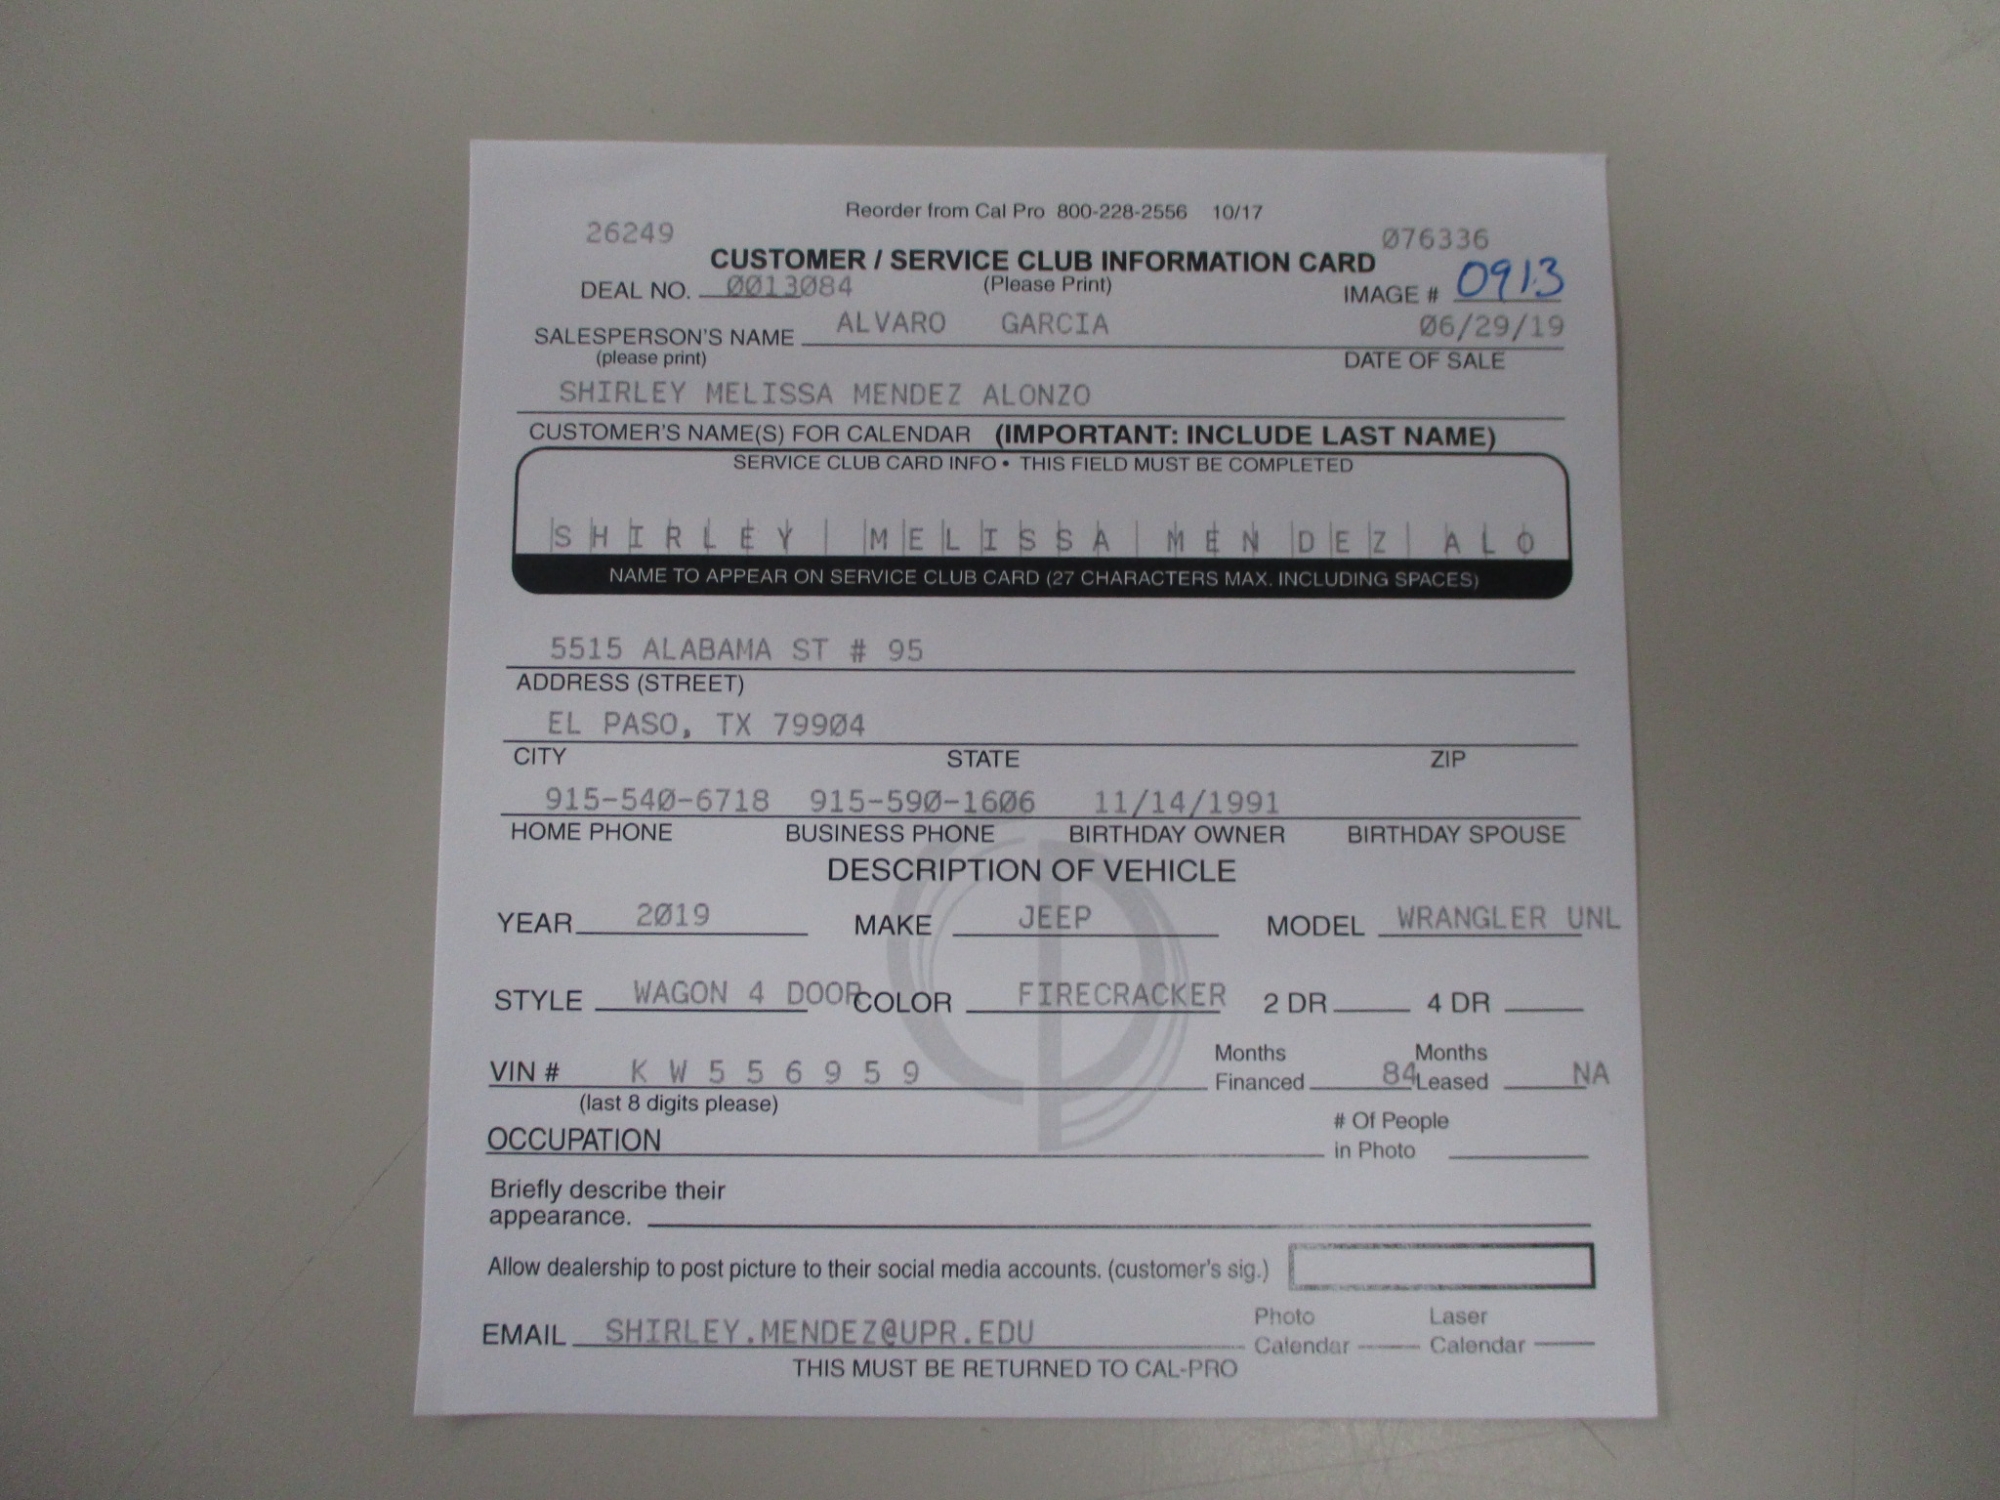 Reorder from Cal Pro 800-228-2556 10/17
26249 076336
CUSTOMER / SERVICE CLUB INFORMATION CARD
DEAL NO. 0013084 (Please Print) IMAGE # 0913
SALESPERSON'S NAME ALVARO GARCIA 06/29/19
(please print) DATE OF SALE
SHIRLEY MELISSA MENDEZ ALONZO
CUSTOMER'S NAME(S) FOR CALENDAR (IMPORTANT: INCLUDE LAST NAME)
SERVICE CLUB CARD INFO • THIS FIELD MUST BE COMPLETED
SHIRLEY MELISSA MENDEZ ALO
NAME TO APPEAR ON SERVICE CLUB CARD (27 CHARACTERS MAX. INCLUDING SPACES)
5515 ALABAMA ST # 95
ADDRESS (STREET)
EL PASO, TX 79904
CITY STATE ZIP
915-540-6718 915-590-1606 11/14/1991
HOME PHONE BUSINESS PHONE BIRTHDAY OWNER BIRTHDAY SPOUSE
DESCRIPTION OF VEHICLE
YEAR 2019 MAKE JEEP MODEL WRANGLER UNL
STYLE WAGON 4 DOOR COLOR FIRECRACKER 2 DR 4 DR
VIN # K W 5 5 6 9 5 9 Months Financed 84 Months Leased NA
(last 8 digits please)
OCCUPATION # Of People in Photo
Briefly describe their
appearance.
Allow dealership to post picture to their social media accounts. (customer's sig.)
EMAIL SHIRLEY.MENDEZ@UPR.EDU Photo Calendar Laser Calendar
THIS MUST BE RETURNED TO CAL-PRO